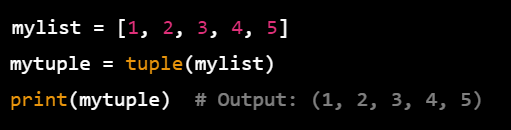 mylist = [1, 2, 3, 4, 5]
mytuple = tuple(mylist)
print(mytuple)  # Output: (1, 2, 3, 4, 5)